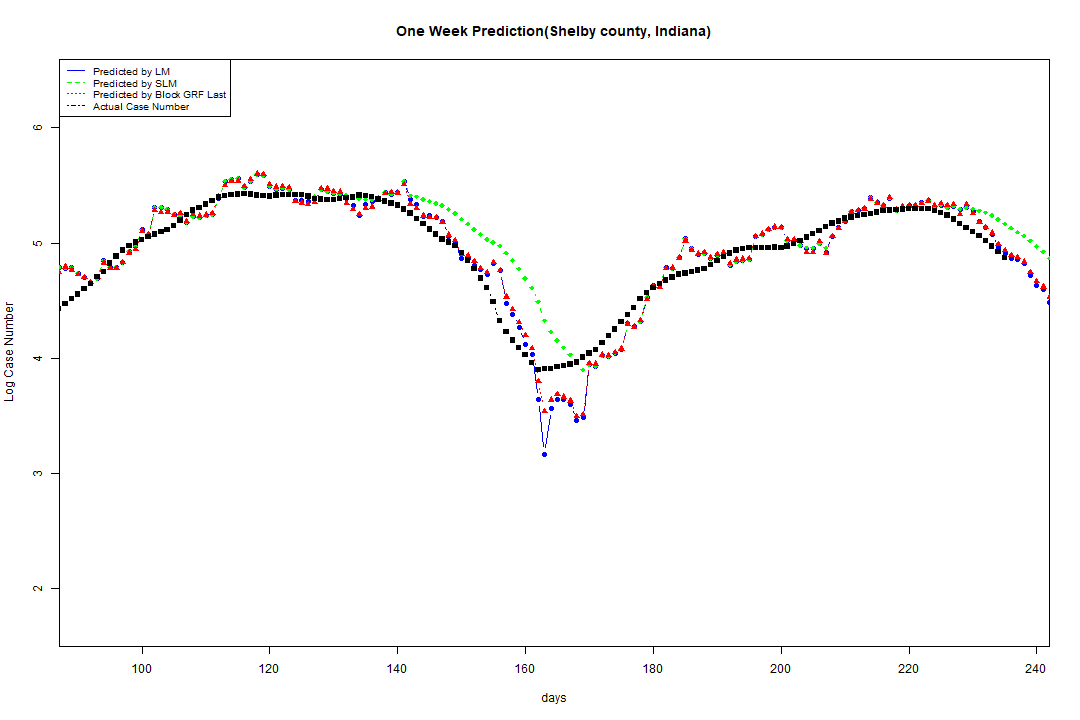 One Week Prediction(Shelby county, Indiana)
Predicted by LM
Predicted by SLM
Predicted by Block GRF Last
Actual Case Number
6
5
4
3
2
Log Case Number
100 120 140 160 180 200 220 240
days